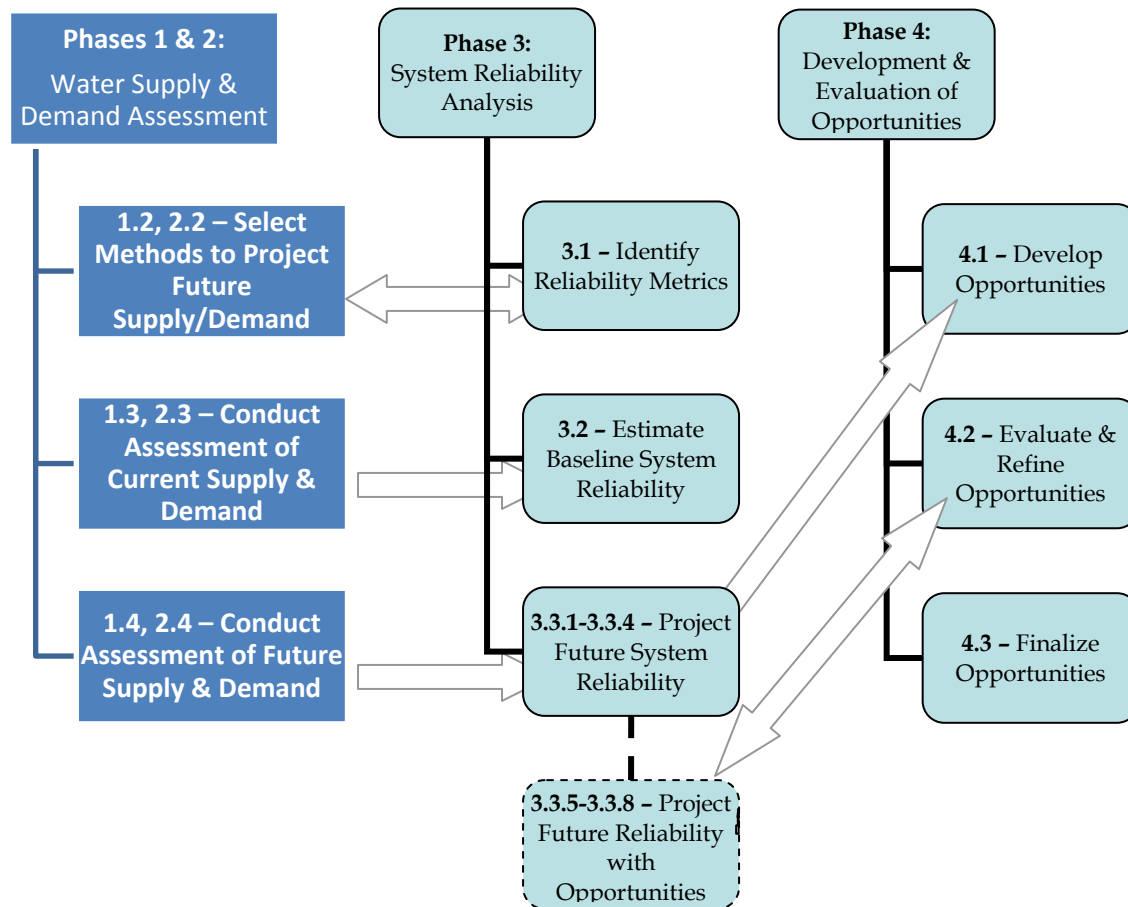 Phases 1 & 2:
Water Supply &
Demand Assessment
1.2, 2.2 – Select
Methods to Project
Future
Supply/Demand
1.3, 2.3 – Conduct
Assessment of
Current Supply &
Demand
1.4, 2.4 – Conduct
Assessment of Future
Supply & Demand
Phase 3:
System Reliability
Analysis
3.1 – Identify
Reliability Metrics
3.2 – Estimate
Baseline System
Reliability
3.3.1-3.3.4 – Project
Future System
Reliability
3.3.5-3.3.8 – Project
Future Reliability
with
Opportunities
Phase 4:
Development &
Evaluation of
Opportunities
4.1 – Develop
Opportunities
4.2 – Evaluate &
Refine
Opportunities
4.3 – Finalize
Opportunities